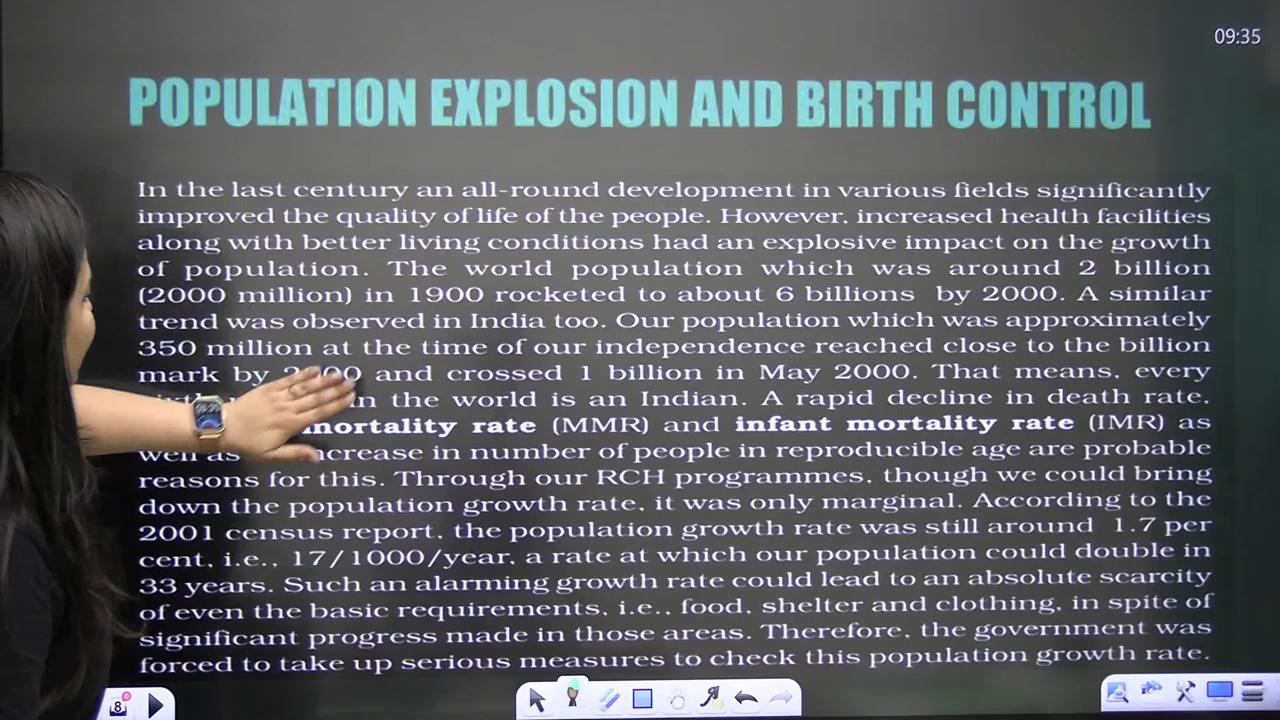 09:35
POPULATION EXPLOSION AND BIRTH CONTROL
In the last century an all-round development in various fields significantly
improved the quality of life of the people. However, increased health facilities
along with better living conditions had an explosive impact on the growth
of population. The world population which was around 2 billion
(2000 million) in 1900 rocketed to about 6 billions by 2000. A similar
trend was observed in India too. Our population which was approximately
350 million at the time of our independence reached close to the billion
mark by 2000 and crossed 1 billion in May 2000. That means, every
in the world is an Indian. A rapid decline in death rate,
mortality rate (MMR) and infant mortality rate (IMR) as
well as increase in number of people in reproducible age are probable
reasons for this. Through our RCH programmes, though we could bring
down the population growth rate, it was only marginal. According to the
2001 census report, the population growth rate was still around 1.7 per
cent, i.e., 17/1000/year, a rate at which our population could double in
33 years. Such an alarming growth rate could lead to an absolute scarcity
of even the basic requirements, i.e., food, shelter and clothing, in spite of
significant progress made in those areas. Therefore, the government was
forced to take up serious measures to check this population growth rate.
8